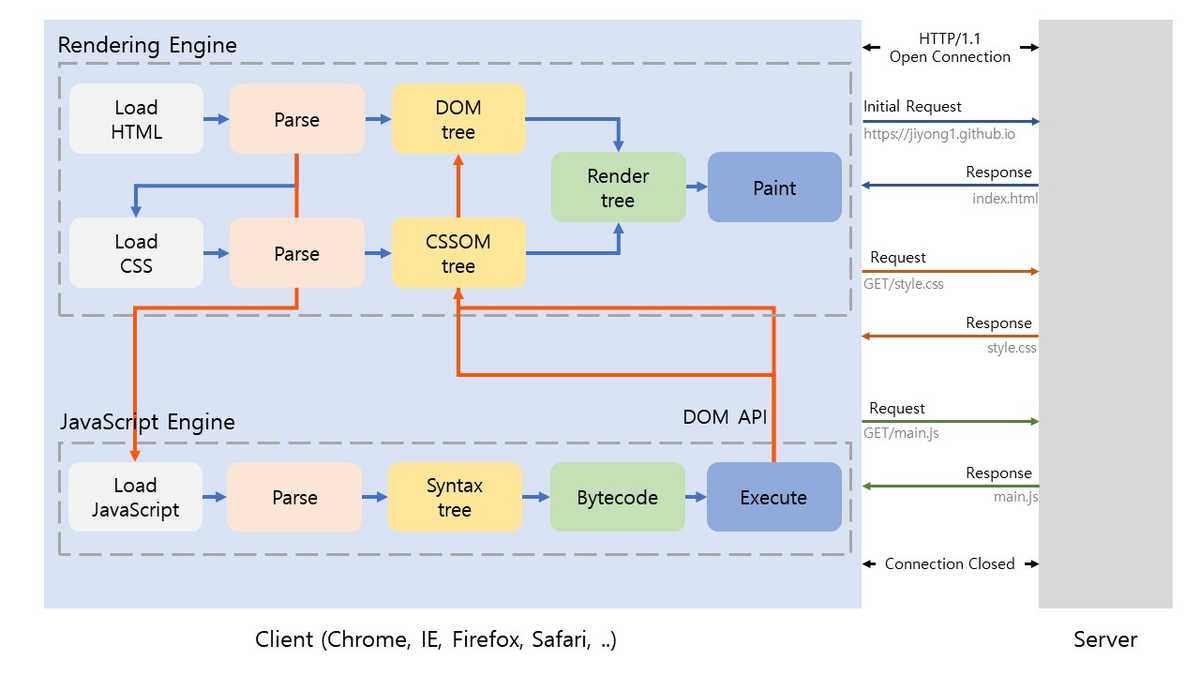 Rendering Engine
Load
HTML
Parse
DOM
tree
Load
CSS
Parse
CSSOM
tree
Render
tree
Paint
JavaScript Engine
DOM API
Load
JavaScript
Parse
Syntax
tree
Bytecode
Execute
Client (Chrome, IE, Firefox, Safari, ..)
HTTP/1.1
Open Connection
Initial Request
https://jiyong1.github.io
Response
index.html
Request
GET/style.css
Response
style.css
Request
GET/main.js
Response
main.js
Connection Closed
Server